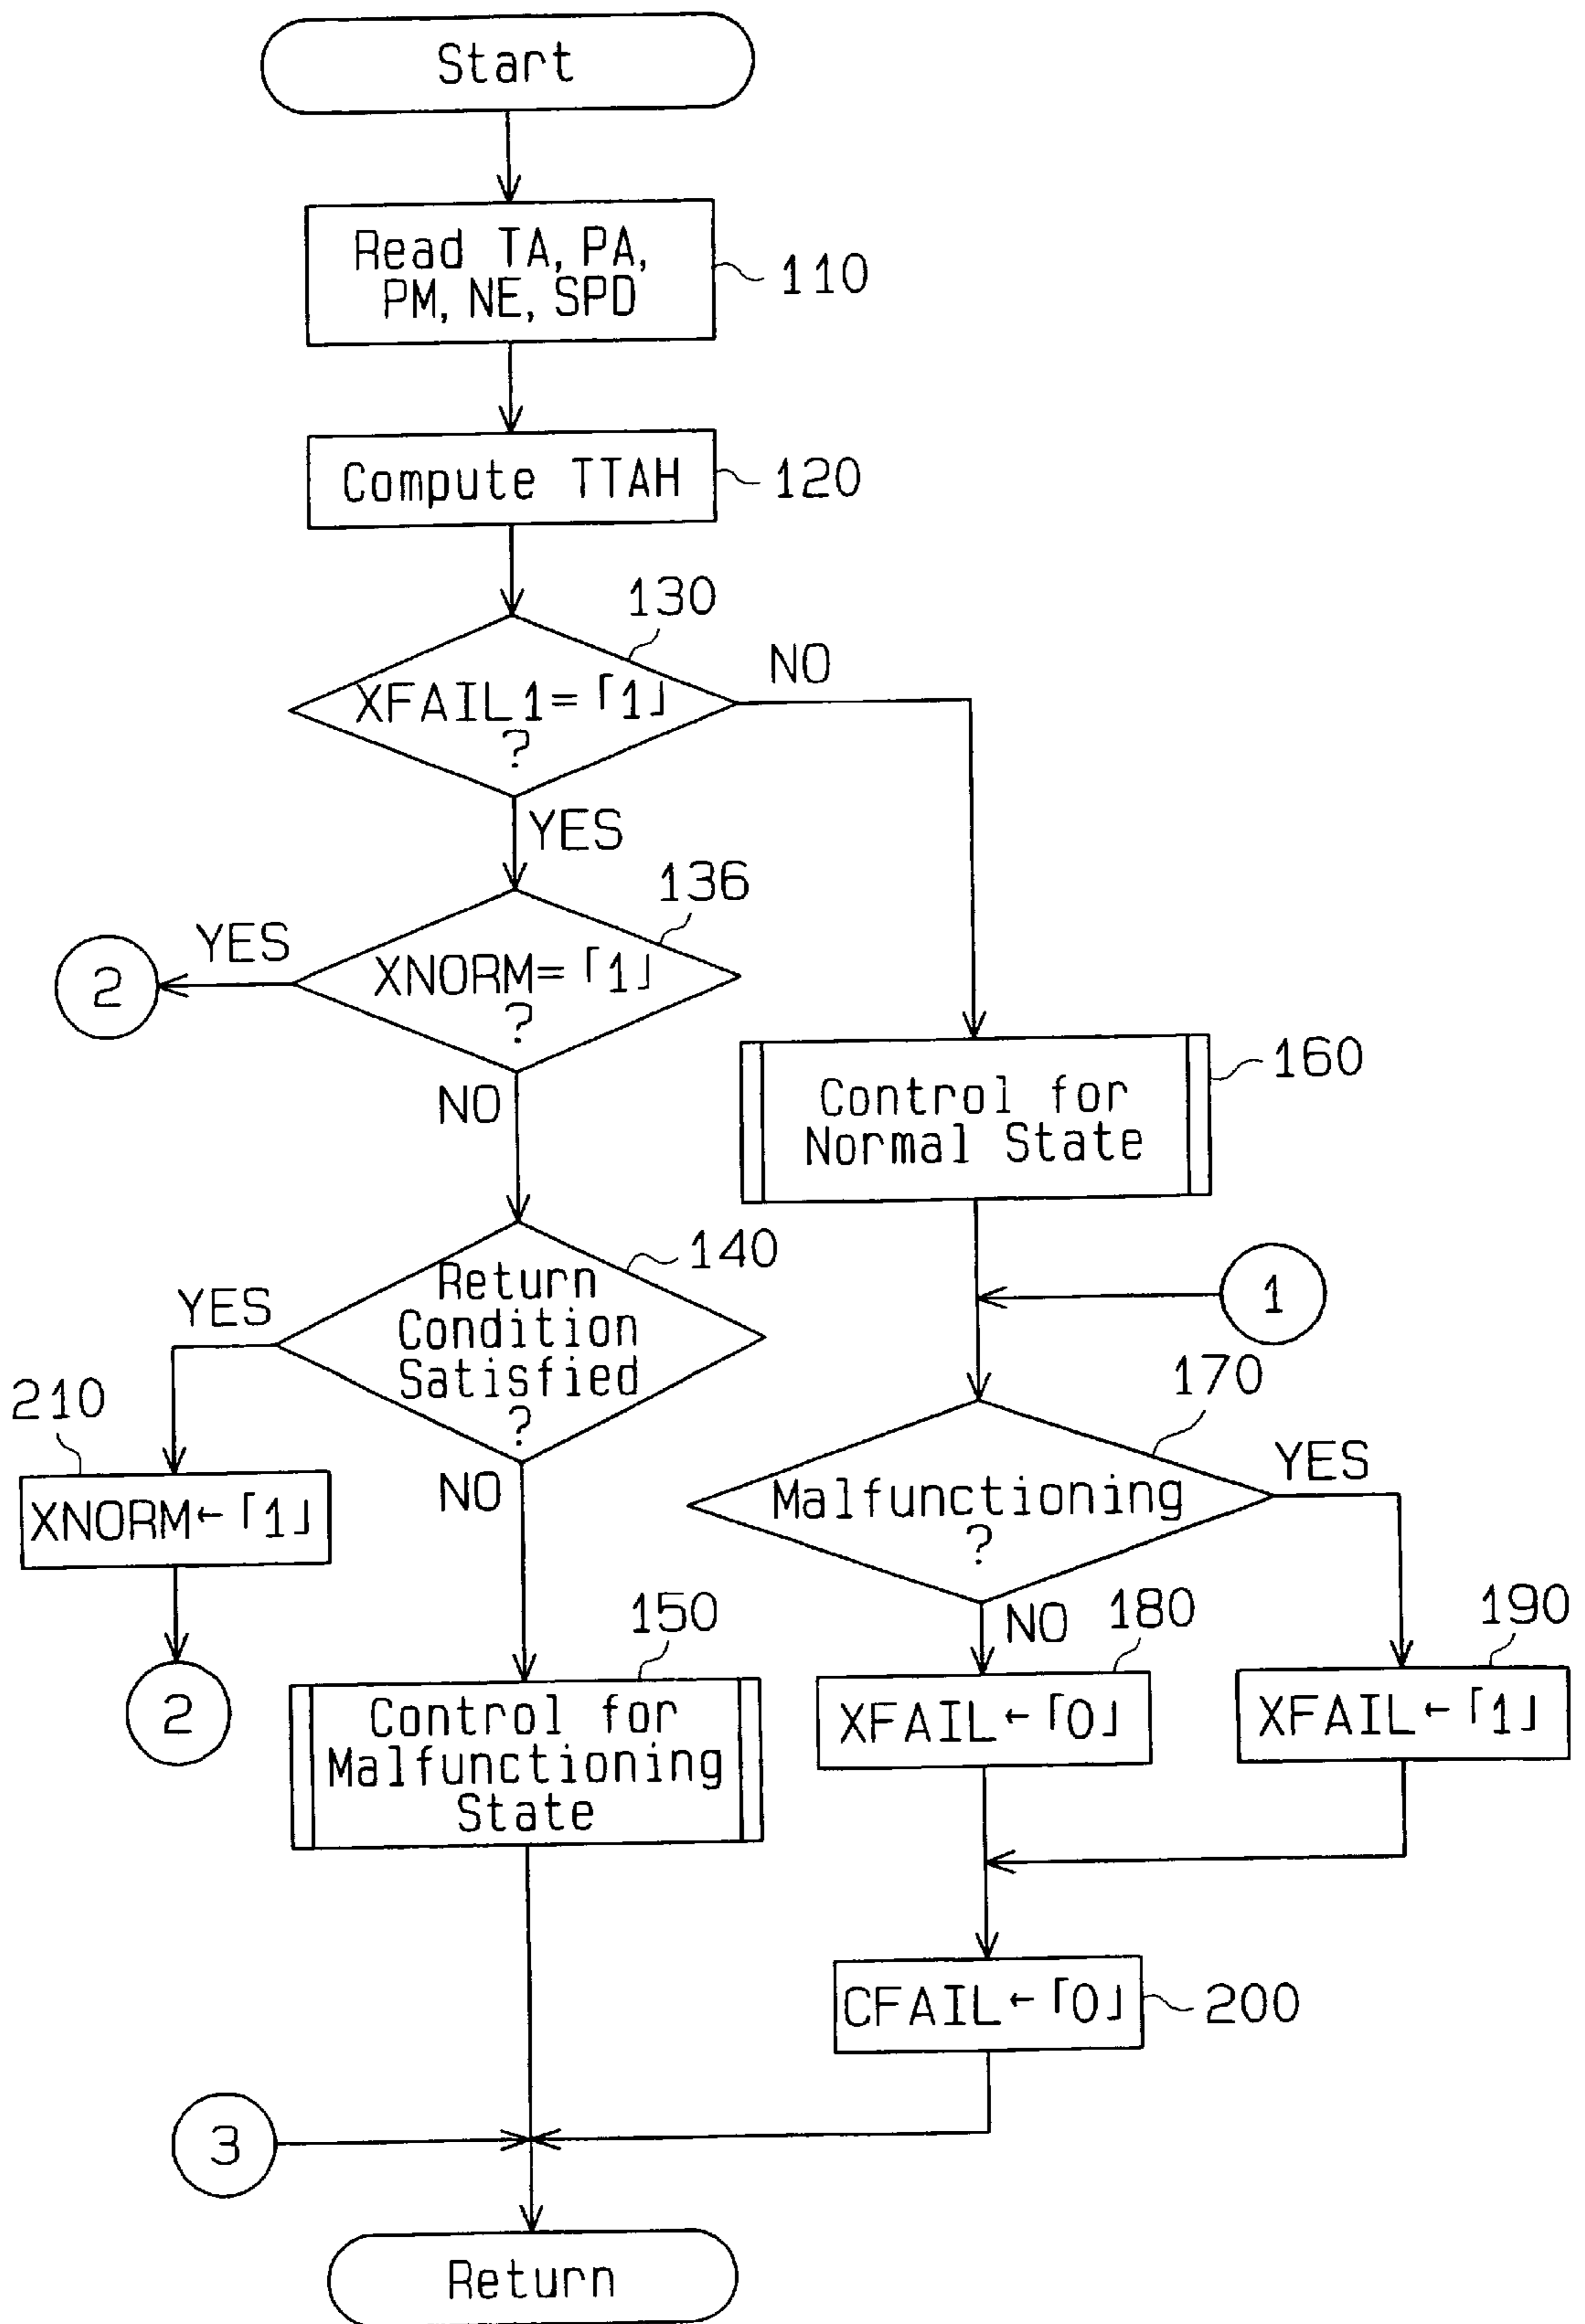 Start
Read TA, PA,
PM, NE, SPD
110
Compute TTAH
120
130
XFAIL1=「1」
?
NO
YES
136
XNORM=「1」
?
YES
2
NO
160
Control for
Normal State
140
Return
Condition
Satisfied
?
YES
1
210
XNORM←「1」
2
NO
170
Malfunctioning
?
YES
NO
150
Control for
Malfunctioning
State
180
XFAIL←「0」
190
XFAIL←「1」
CFAIL←「0」
200
3
Return